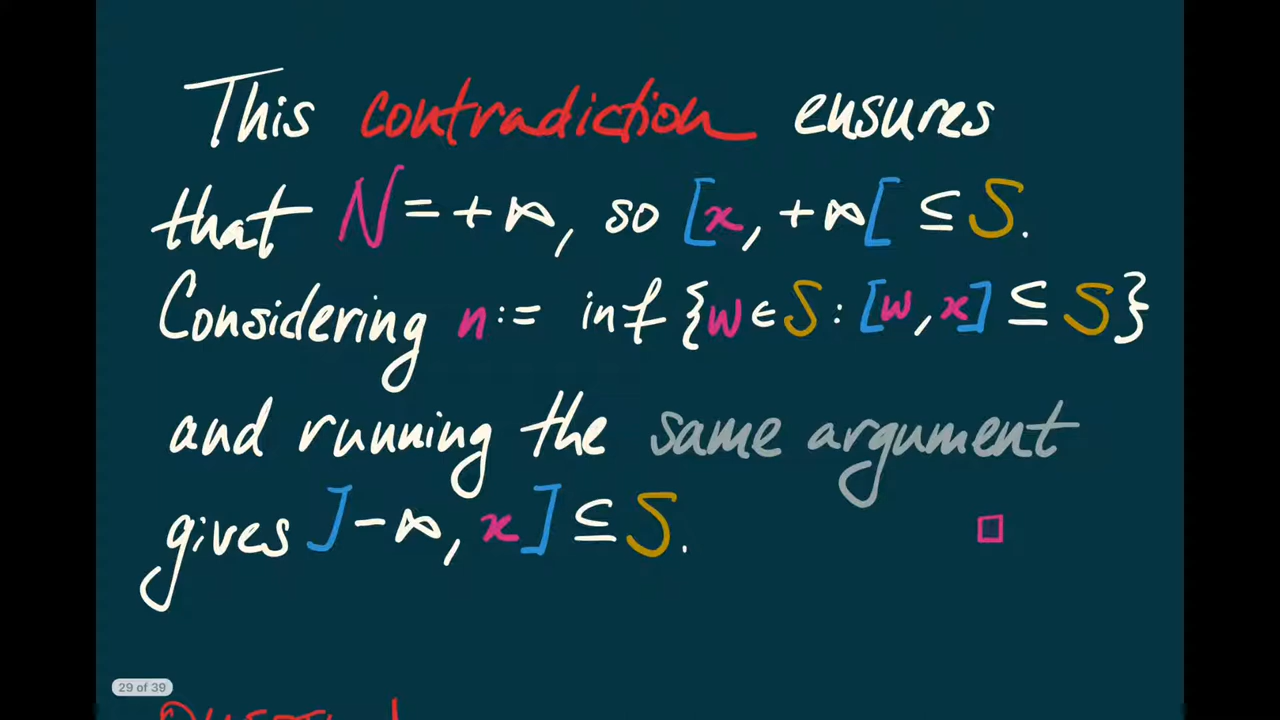 This contradiction ensures
that N = +∞, so [x, +∞[ ⊆ S.
Considering n := inf {w ∈ S : [w, x] ⊆ S}
and running the same argument
gives ]-∞, x] ⊆ S. □
29 of 39